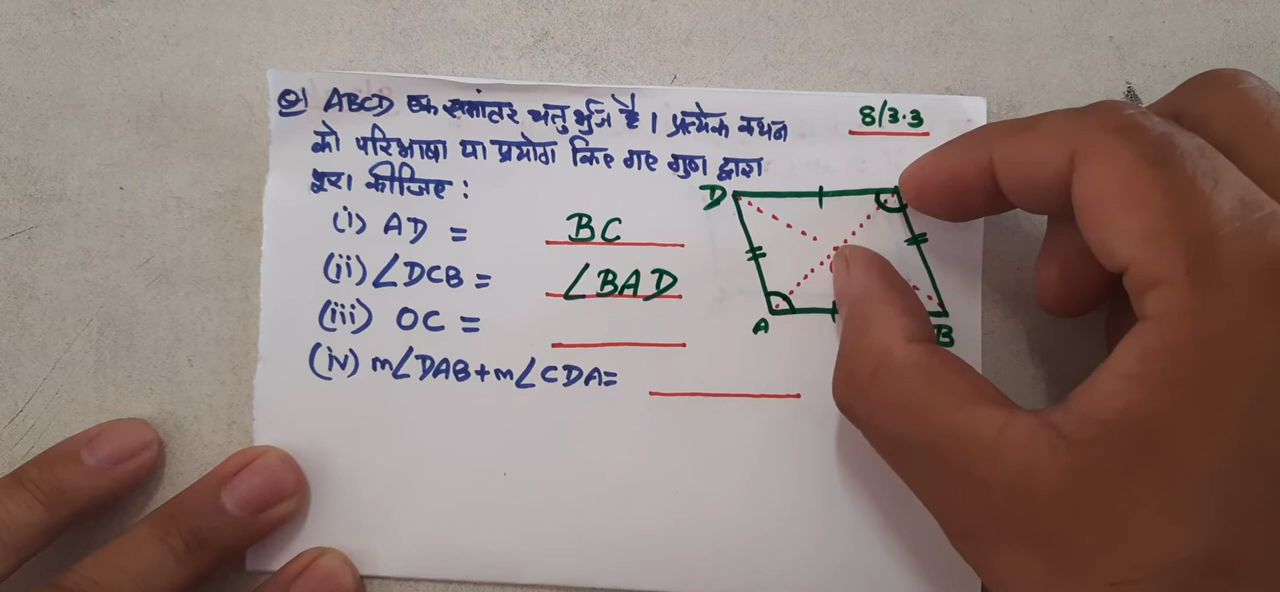 Q1 ABCD एक समांतर चतुर्भुज है। प्रत्येक कथन
को परिभाषा या प्रयोग किए गए गुण द्वारा
पूरा कीजिए :
8/3.3
(i) AD = BC
(ii) ∠DCB = ∠BAD
(iii) OC =
(iv) m∠DAB+m∠CDA=
D
A
B